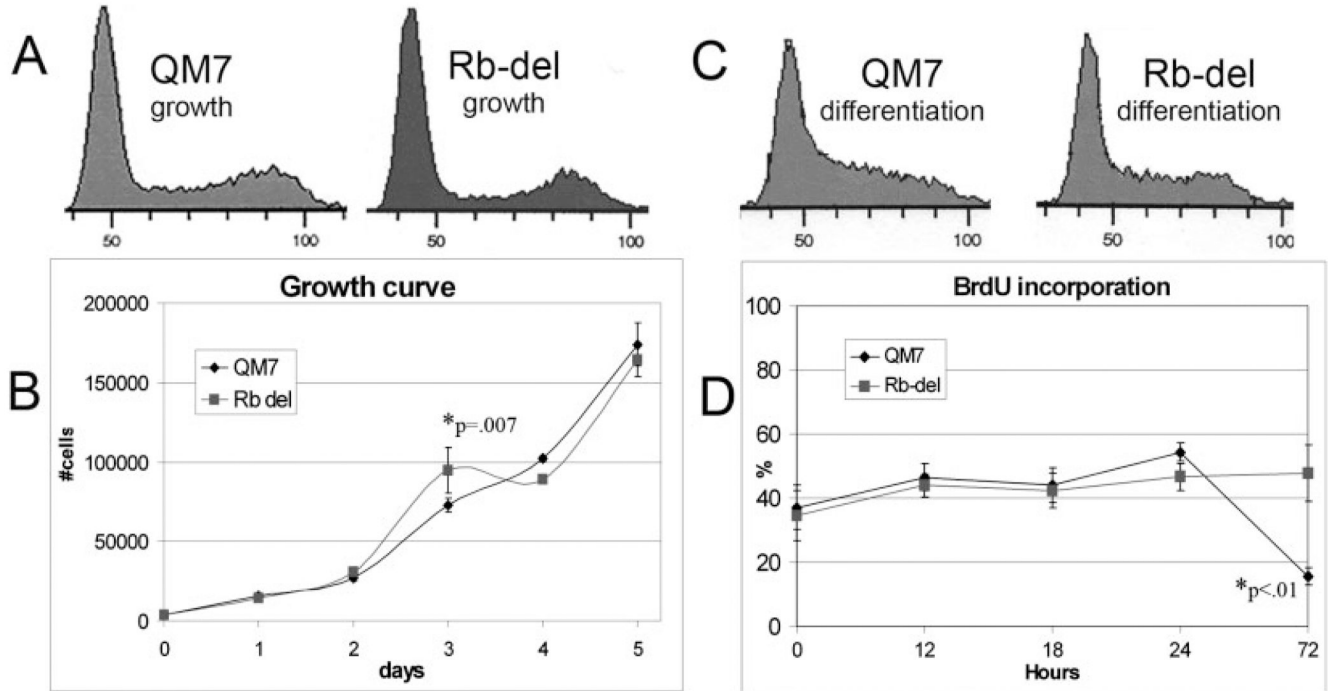 A
QM7
growth
50
100
Rb-del
growth
50
100
Growth curve
B
200000
150000
100000
50000
0
#cells
QM7
Rb del
*p=.007
0 1 2 3 4 5
days
C
QM7
differentiation
50
100
Rb-del
differentiation
50
100
BrdU incorporation
D
100
80
60
40
20
0
%
QM7
Rb-del
*p<.01
0 12 18 24 72
Hours